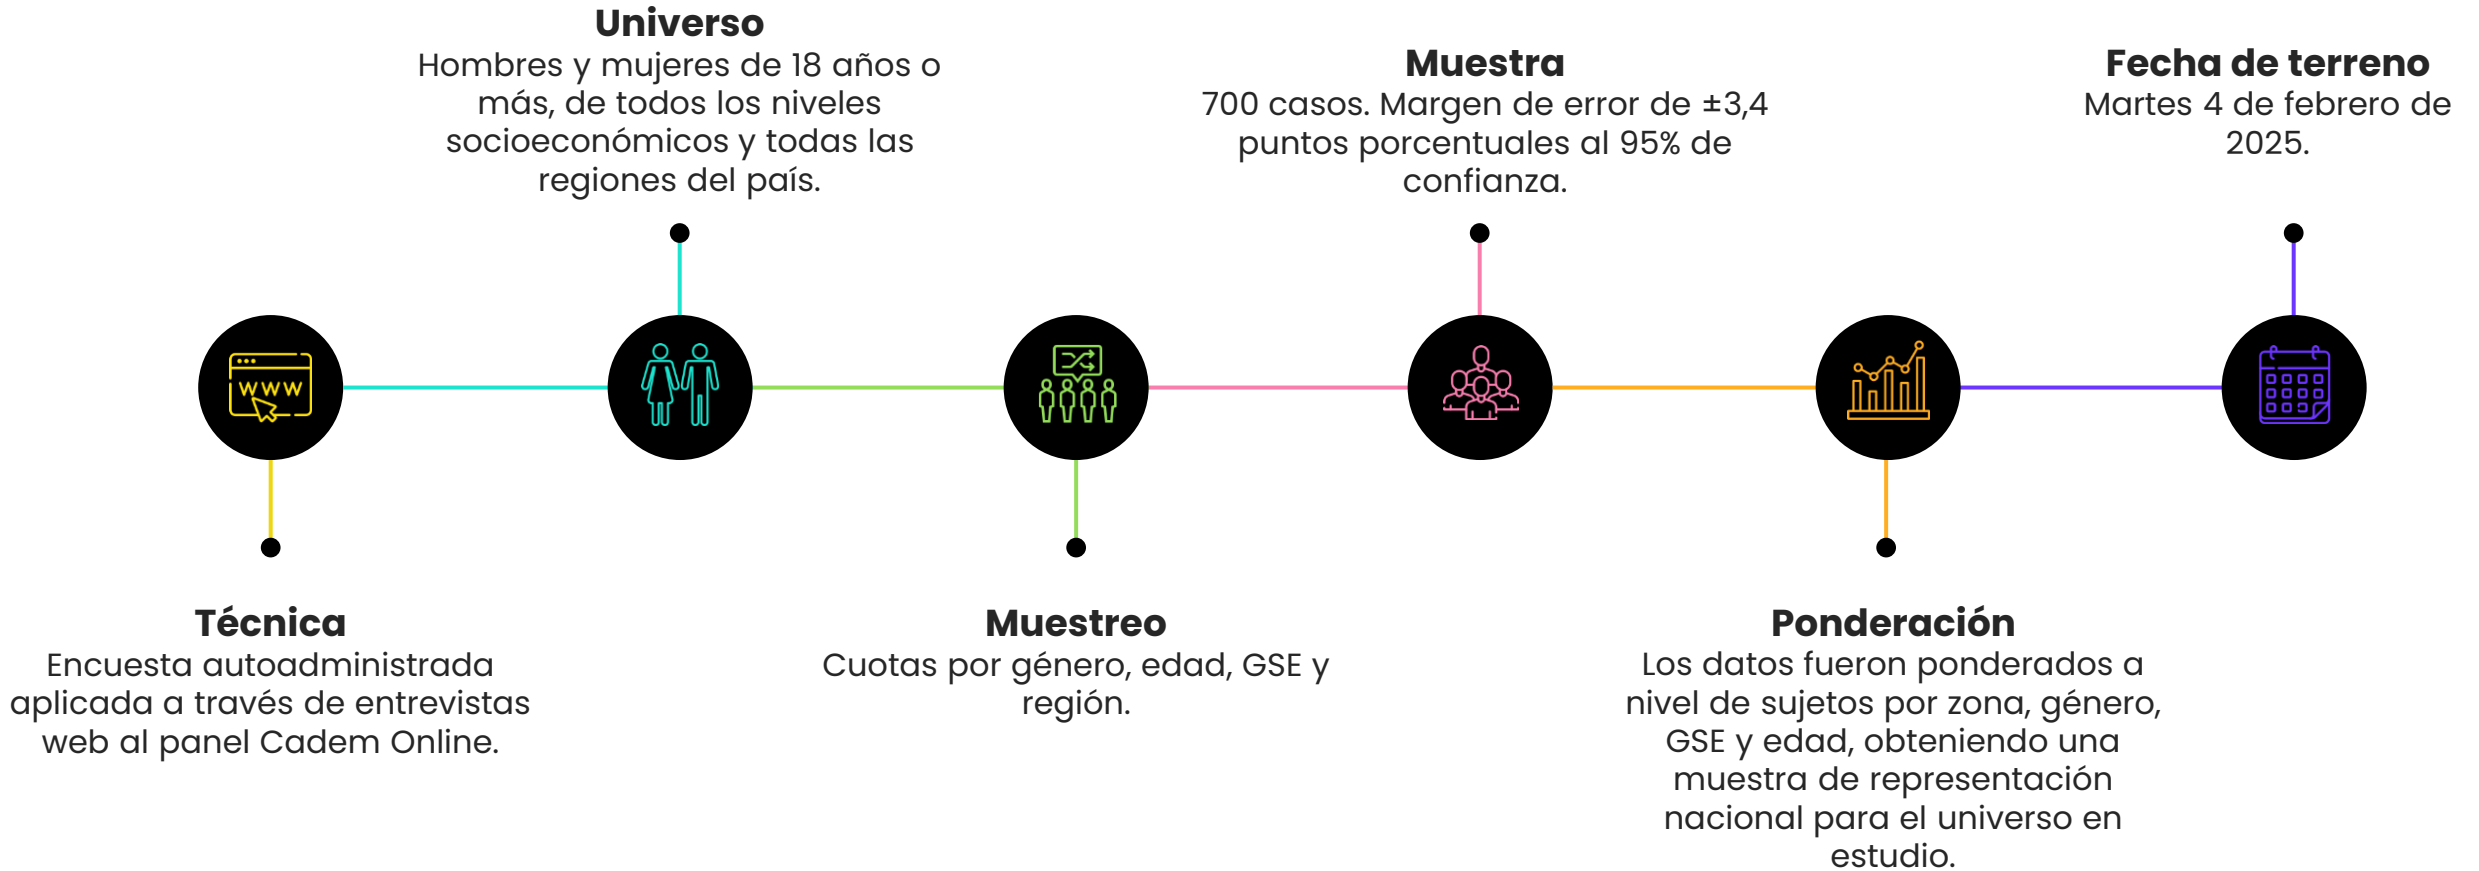 Universo
Hombres y mujeres de 18 años o
más, de todos los niveles
socioeconómicos y todas las
regiones del país.
Muestra
700 casos. Margen de error de ±3,4
puntos porcentuales al 95% de
confianza.
Fecha de terreno
Martes 4 de febrero de
2025.
WWW
Técnica
Encuesta autoadministrada
aplicada a través de entrevistas
web al panel Cadem Online.
Muestreo
Cuotas por género, edad, GSE y
región.
Ponderación
Los datos fueron ponderados a
nivel de sujetos por zona, género,
GSE y edad, obteniendo una
muestra de representación
nacional para el universo en
estudio.